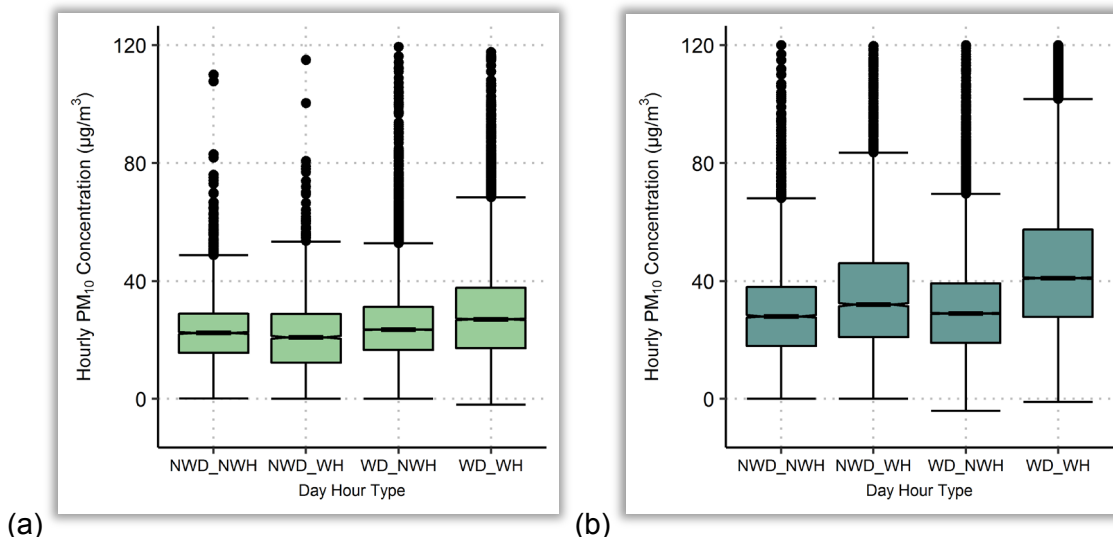 Hourly PM₁₀ Concentration (µg/m³)
120
80
40
0
NWD_NWH NWD_WH WD_NWH WD_WH
Day Hour Type
(a)
Hourly PM₁₀ Concentration (µg/m³)
120
80
40
0
NWD_NWH NWD_WH WD_NWH WD_WH
Day Hour Type
(b)